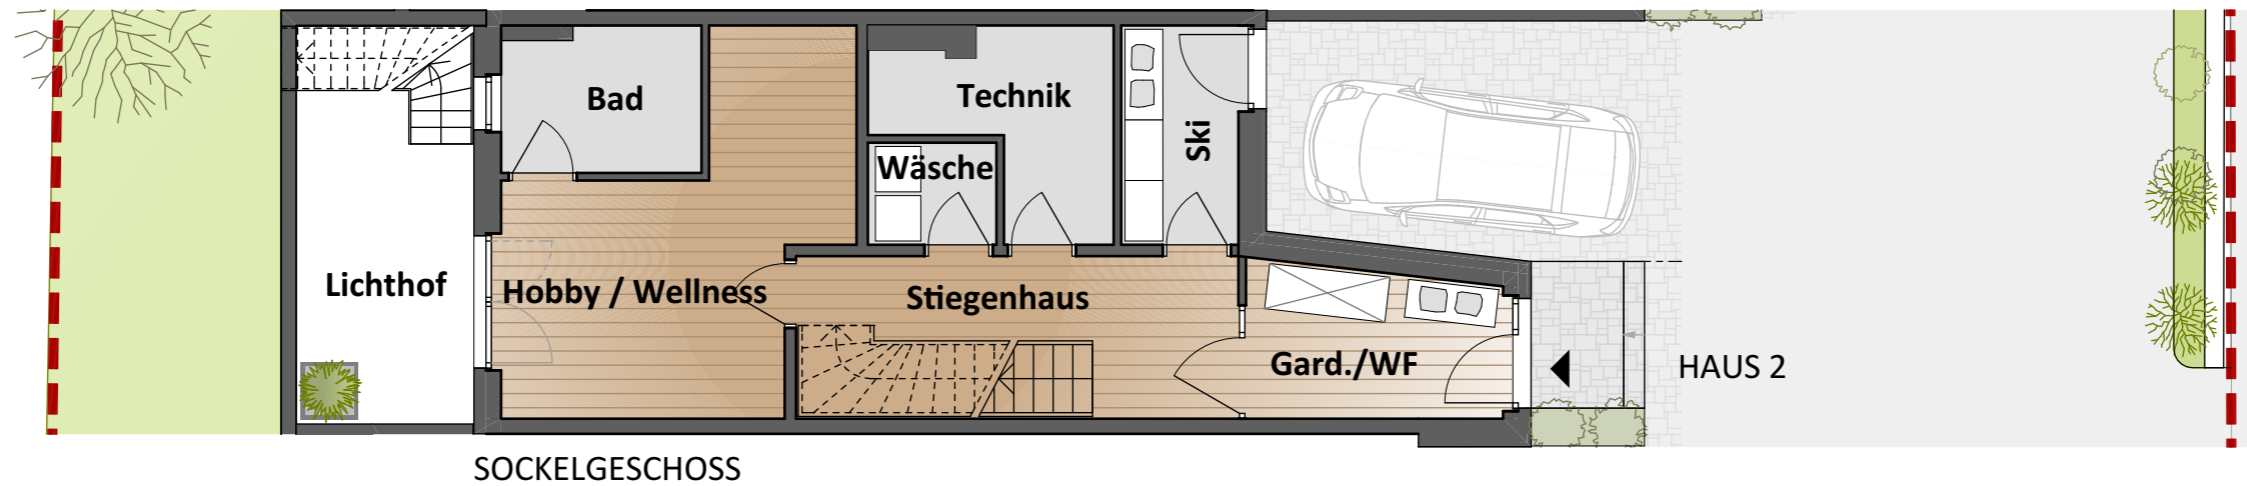 Bad
Technik
Ski
Wäsche
Lichthof
Hobby / Wellness
Stiegenhaus
Gard./WF
HAUS 2
SOCKELGESCHOSS